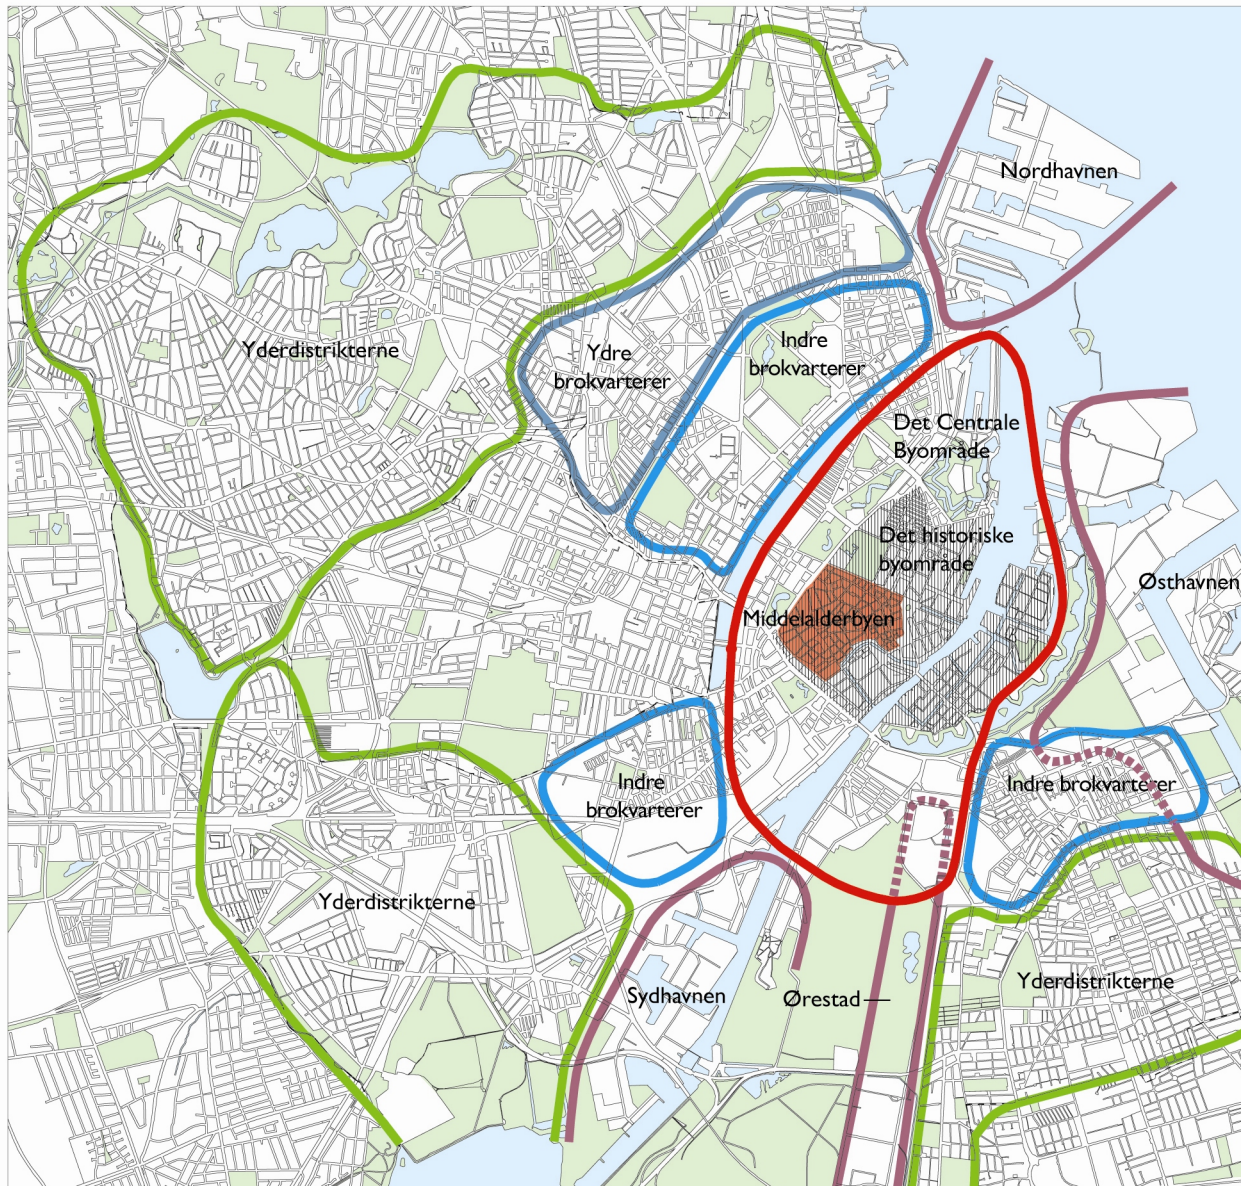 Nordhavnen
Yderdistrikterne
Ydre
brokvarterer
Indre
brokvarterer
Det Centrale
Byområde
Det historiske
byområde
Østhavnen
Middelalderbyen
Indre
brokvarterer
Indre brokvarterer
Yderdistrikterne
Sydhavnen
Ørestad
Yderdistrikterne